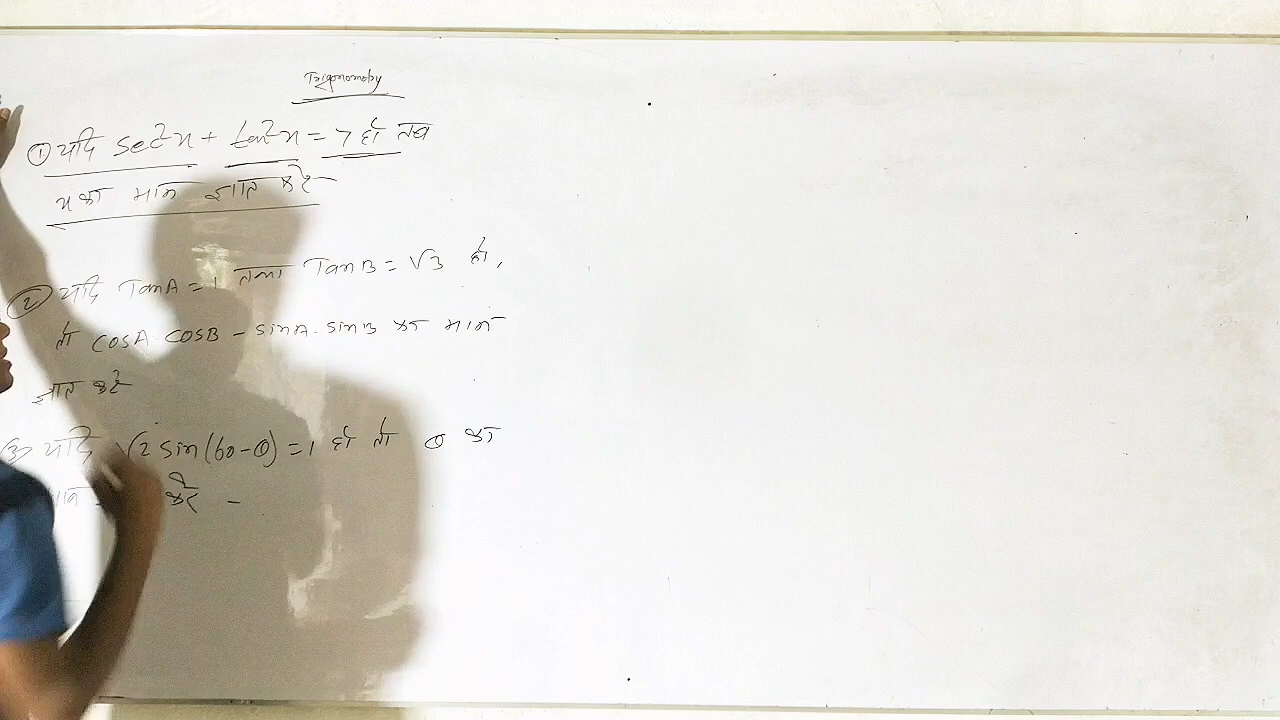 Trigonometry
① यदि sec²x + tan²x = 7 हो तब
x का मान ज्ञात करें -
② यदि TanA = 1 तथा TanB = √3 हो,
तो cosA cosB - sinA. sinB का मान
ज्ञात करें
③ यदि √2 sin(60-θ) = 1 हो तो θ का
मान करें -